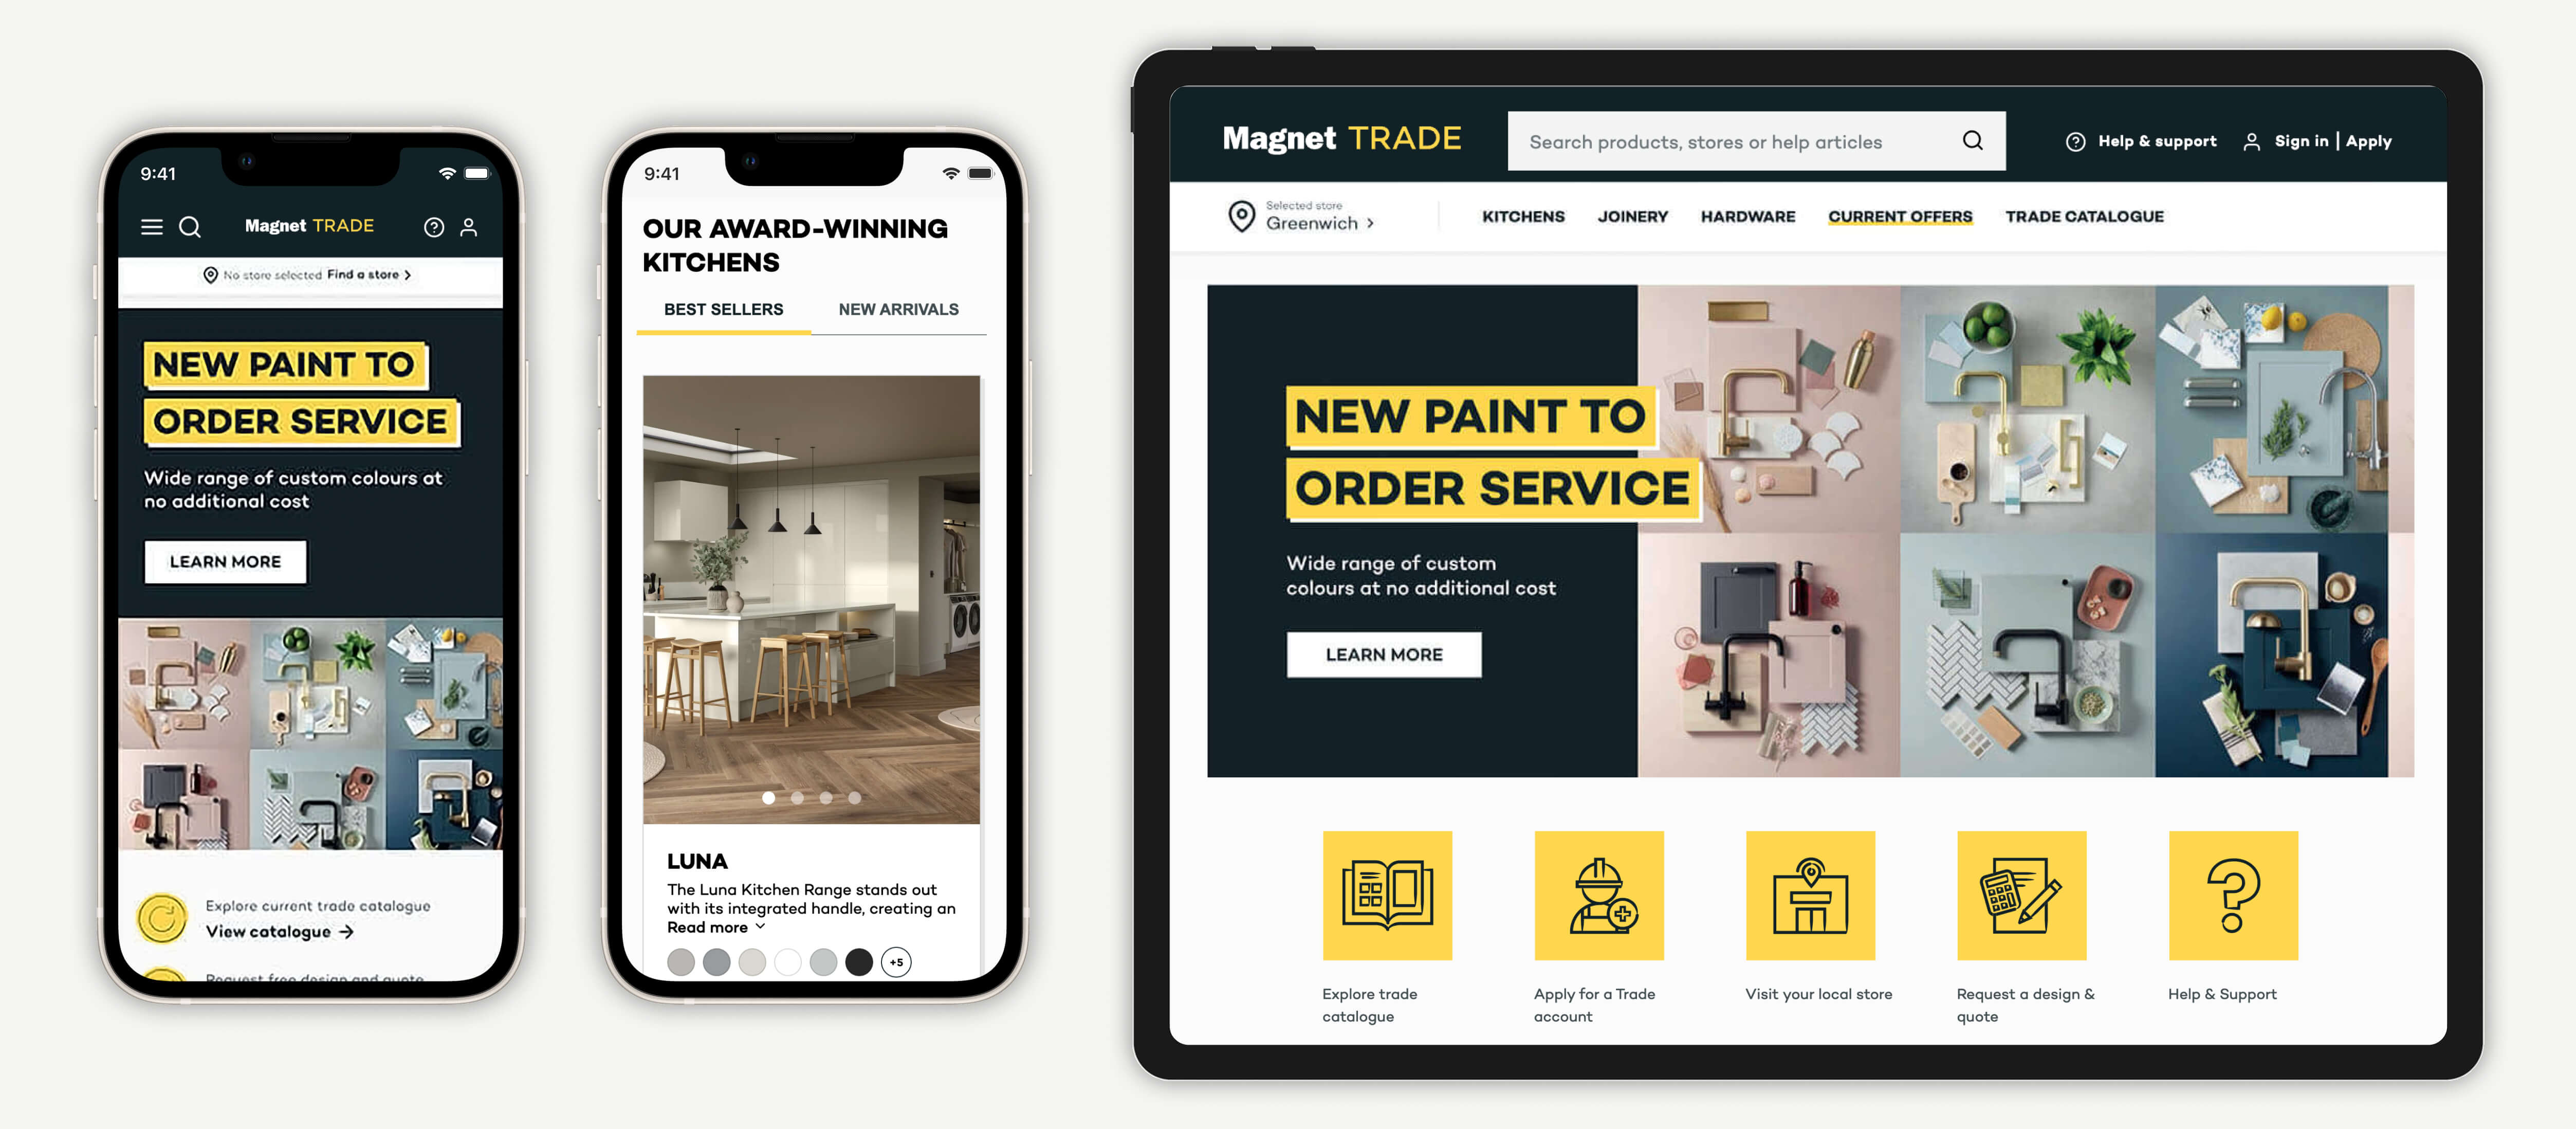 9:41
Magnet TRADE
No store selected Find a store
NEW PAINT TO
ORDER SERVICE
Wide range of custom colours at
no additional cost
LEARN MORE
Explore current trade catalogue
View catalogue
Request free design and quote
9:41
OUR AWARD-WINNING
KITCHENS
BEST SELLERS NEW ARRIVALS
LUNA
The Luna Kitchen Range stands out
with its integrated handle, creating an
Read more
+5
Magnet TRADE Search products, stores or help articles Help & support Sign in | Apply
Selected store
Greenwich
KITCHENS JOINERY HARDWARE CURRENT OFFERS TRADE CATALOGUE
NEW PAINT TO
ORDER SERVICE
Wide range of custom
colours at no additional cost
LEARN MORE
Explore trade
catalogue
Apply for a Trade
account
Visit your local store
Request a design &
quote
Help & Support